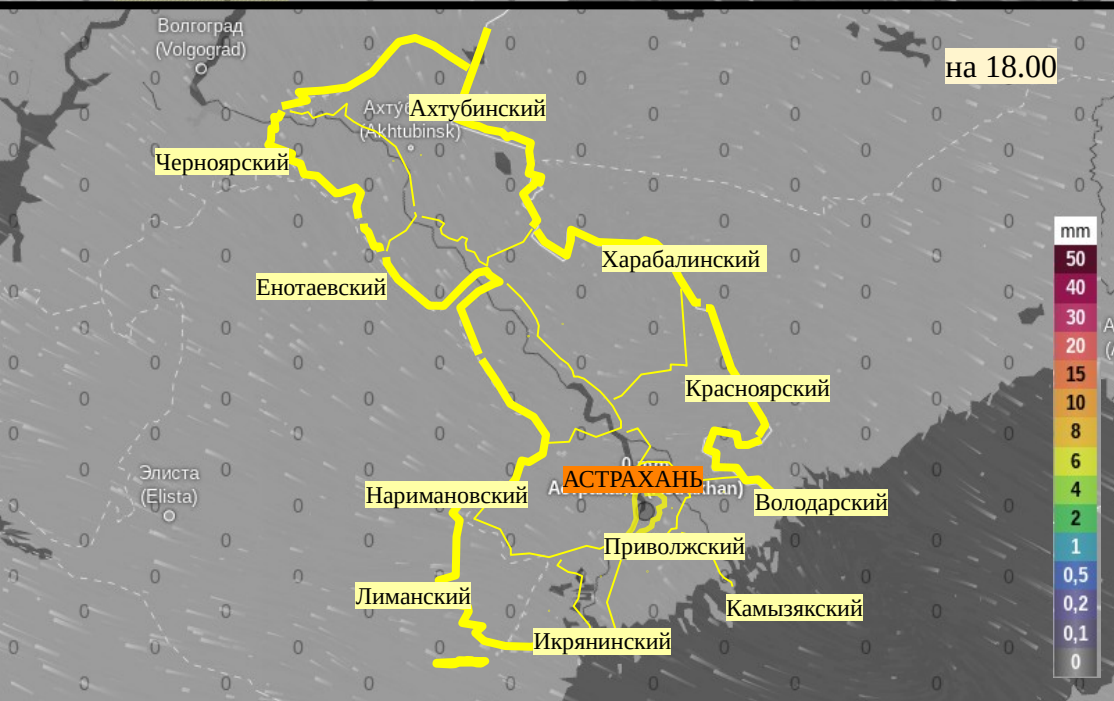 Волгоград
(Volgograd)
на 18.00
Ахтубинский
(Akhtubinsk)
Черноярский
mm
50
Харабалинский
Енотаевский
40
30
20
15
Красноярский
10
8
6
Элиста
(Elista)
АСТРАХАНЬ
4
Наримановский
Володарский
2
Приволжский
1
0,5
Лиманский
Камызякский
0,2
0,1
Икрянинский
0